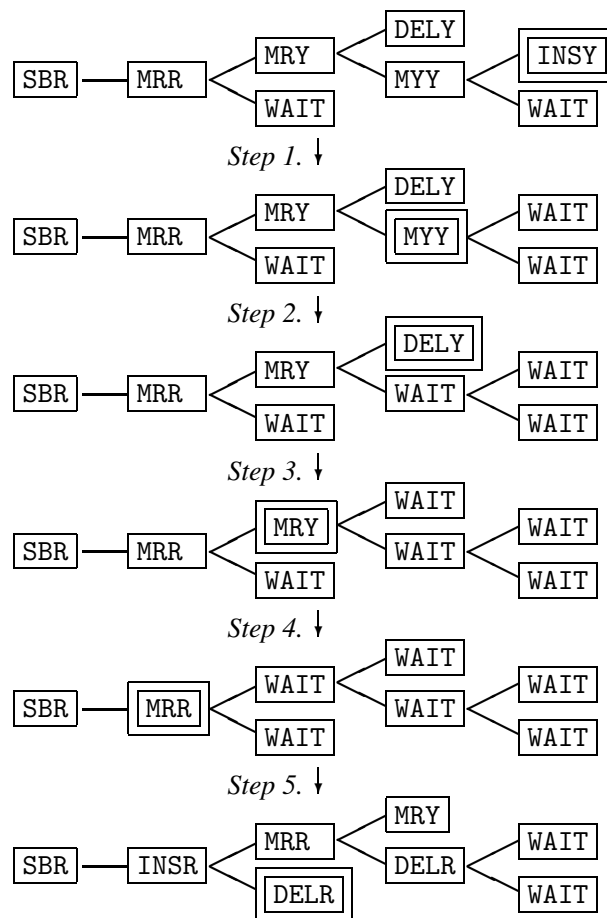 DELY
MRY INSY
SBR MRR MYY
WAIT WAIT
Step 1.
DELY
MRY WAIT
SBR MRR MYY
WAIT WAIT
Step 2.
DELY
MRY WAIT
SBR MRR WAIT
WAIT WAIT
Step 3.
WAIT
MRY WAIT
SBR MRR WAIT
WAIT WAIT
Step 4.
WAIT
WAIT WAIT
SBR MRR WAIT
WAIT WAIT
Step 5.
MRY
MRR WAIT
SBR INSR DELR
DELR WAIT